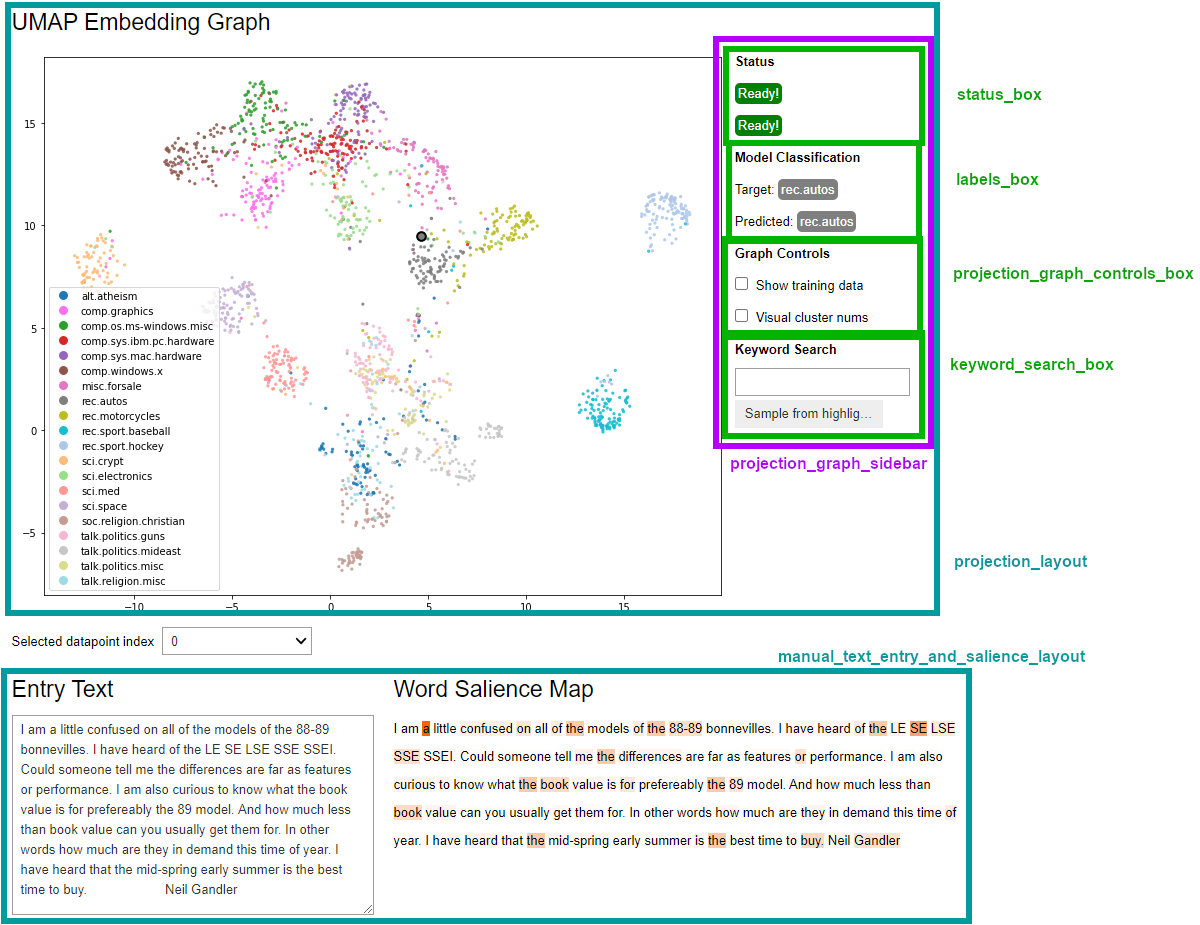 UMAP Embedding Graph
15
10
5
0
−5
−10
−5
0
5
10
15
alt.atheism
comp.graphics
comp.os.ms-windows.misc
comp.sys.ibm.pc.hardware
comp.sys.mac.hardware
comp.windows.x
misc.forsale
rec.autos
rec.motorcycles
rec.sport.baseball
rec.sport.hockey
sci.crypt
sci.electronics
sci.med
sci.space
soc.religion.christian
talk.politics.guns
talk.politics.mideast
talk.politics.misc
talk.religion.misc
Status
Ready!
Ready!
Model Classification
Target: rec.autos
Predicted: rec.autos
Graph Controls
Show training data
Visual cluster nums
Keyword Search
Sample from highlig…
status_box
labels_box
projection_graph_controls_box
keyword_search_box
projection_graph_sidebar
projection_layout
Selected datapoint index 0
manual_text_entry_and_salience_layout
Entry Text
I am a little confused on all of the models of the 88-89
bonnevilles. I have heard of the LE SE LSE SSE SSEI.
Could someone tell me the differences are far as features
or performance. I am also curious to know what the book
value is for prefereably the 89 model. And how much less
than book value can you usually get them for. In other
words how much are they in demand this time of year. I
have heard that the mid-spring early summer is the best
time to buy. Neil Gandler
Word Salience Map
I am a little confused on all of the models of the 88-89 bonnevilles. I have heard of the LE SE LSE
SSE SSEI. Could someone tell me the differences are far as features or performance. I am also
curious to know what the book value is for prefereably the 89 model. And how much less than
book value can you usually get them for. In other words how much are they in demand this time of
year. I have heard that the mid-spring early summer is the best time to buy. Neil Gandler